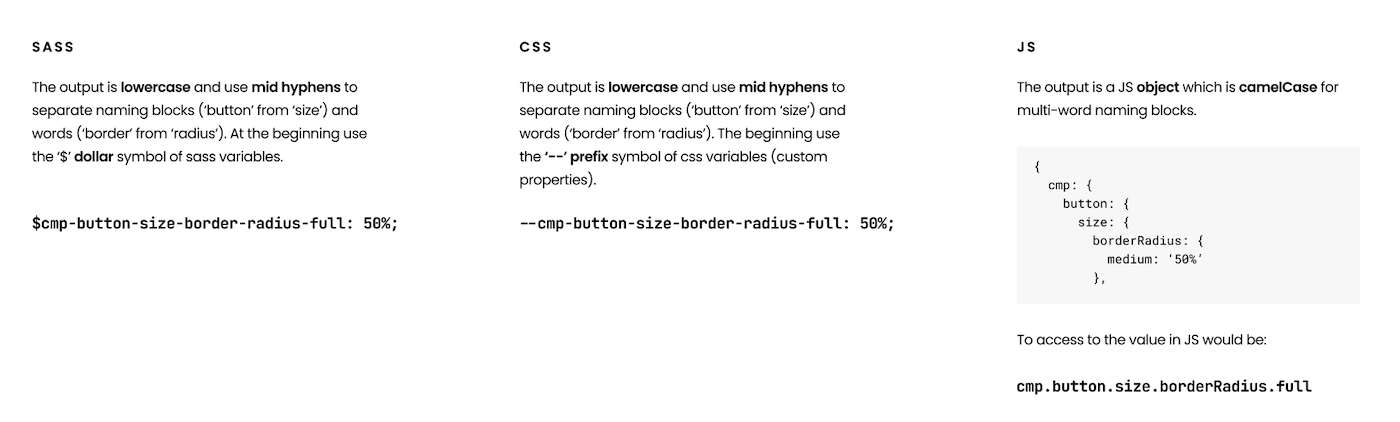 SASS
The output is lowercase and use mid hyphens to
separate naming blocks (‘button’ from ‘size’) and
words (‘border’ from ‘radius’). At the beginning use
the ‘$’ dollar symbol of sass variables.
$cmp-button-size-border-radius-full: 50%;
CSS
The output is lowercase and use mid hyphens to
separate naming blocks (‘button’ from ‘size’) and
words (‘border’ from ‘radius’). The beginning use
the ‘--’ prefix symbol of css variables (custom
properties).
--cmp-button-size-border-radius-full: 50%;
JS
The output is a JS object which is camelCase for
multi-word naming blocks.
{
cmp: {
button: {
size: {
borderRadius: {
medium: ‘50%’
},
To access to the value in JS would be:
cmp.button.size.borderRadius.full